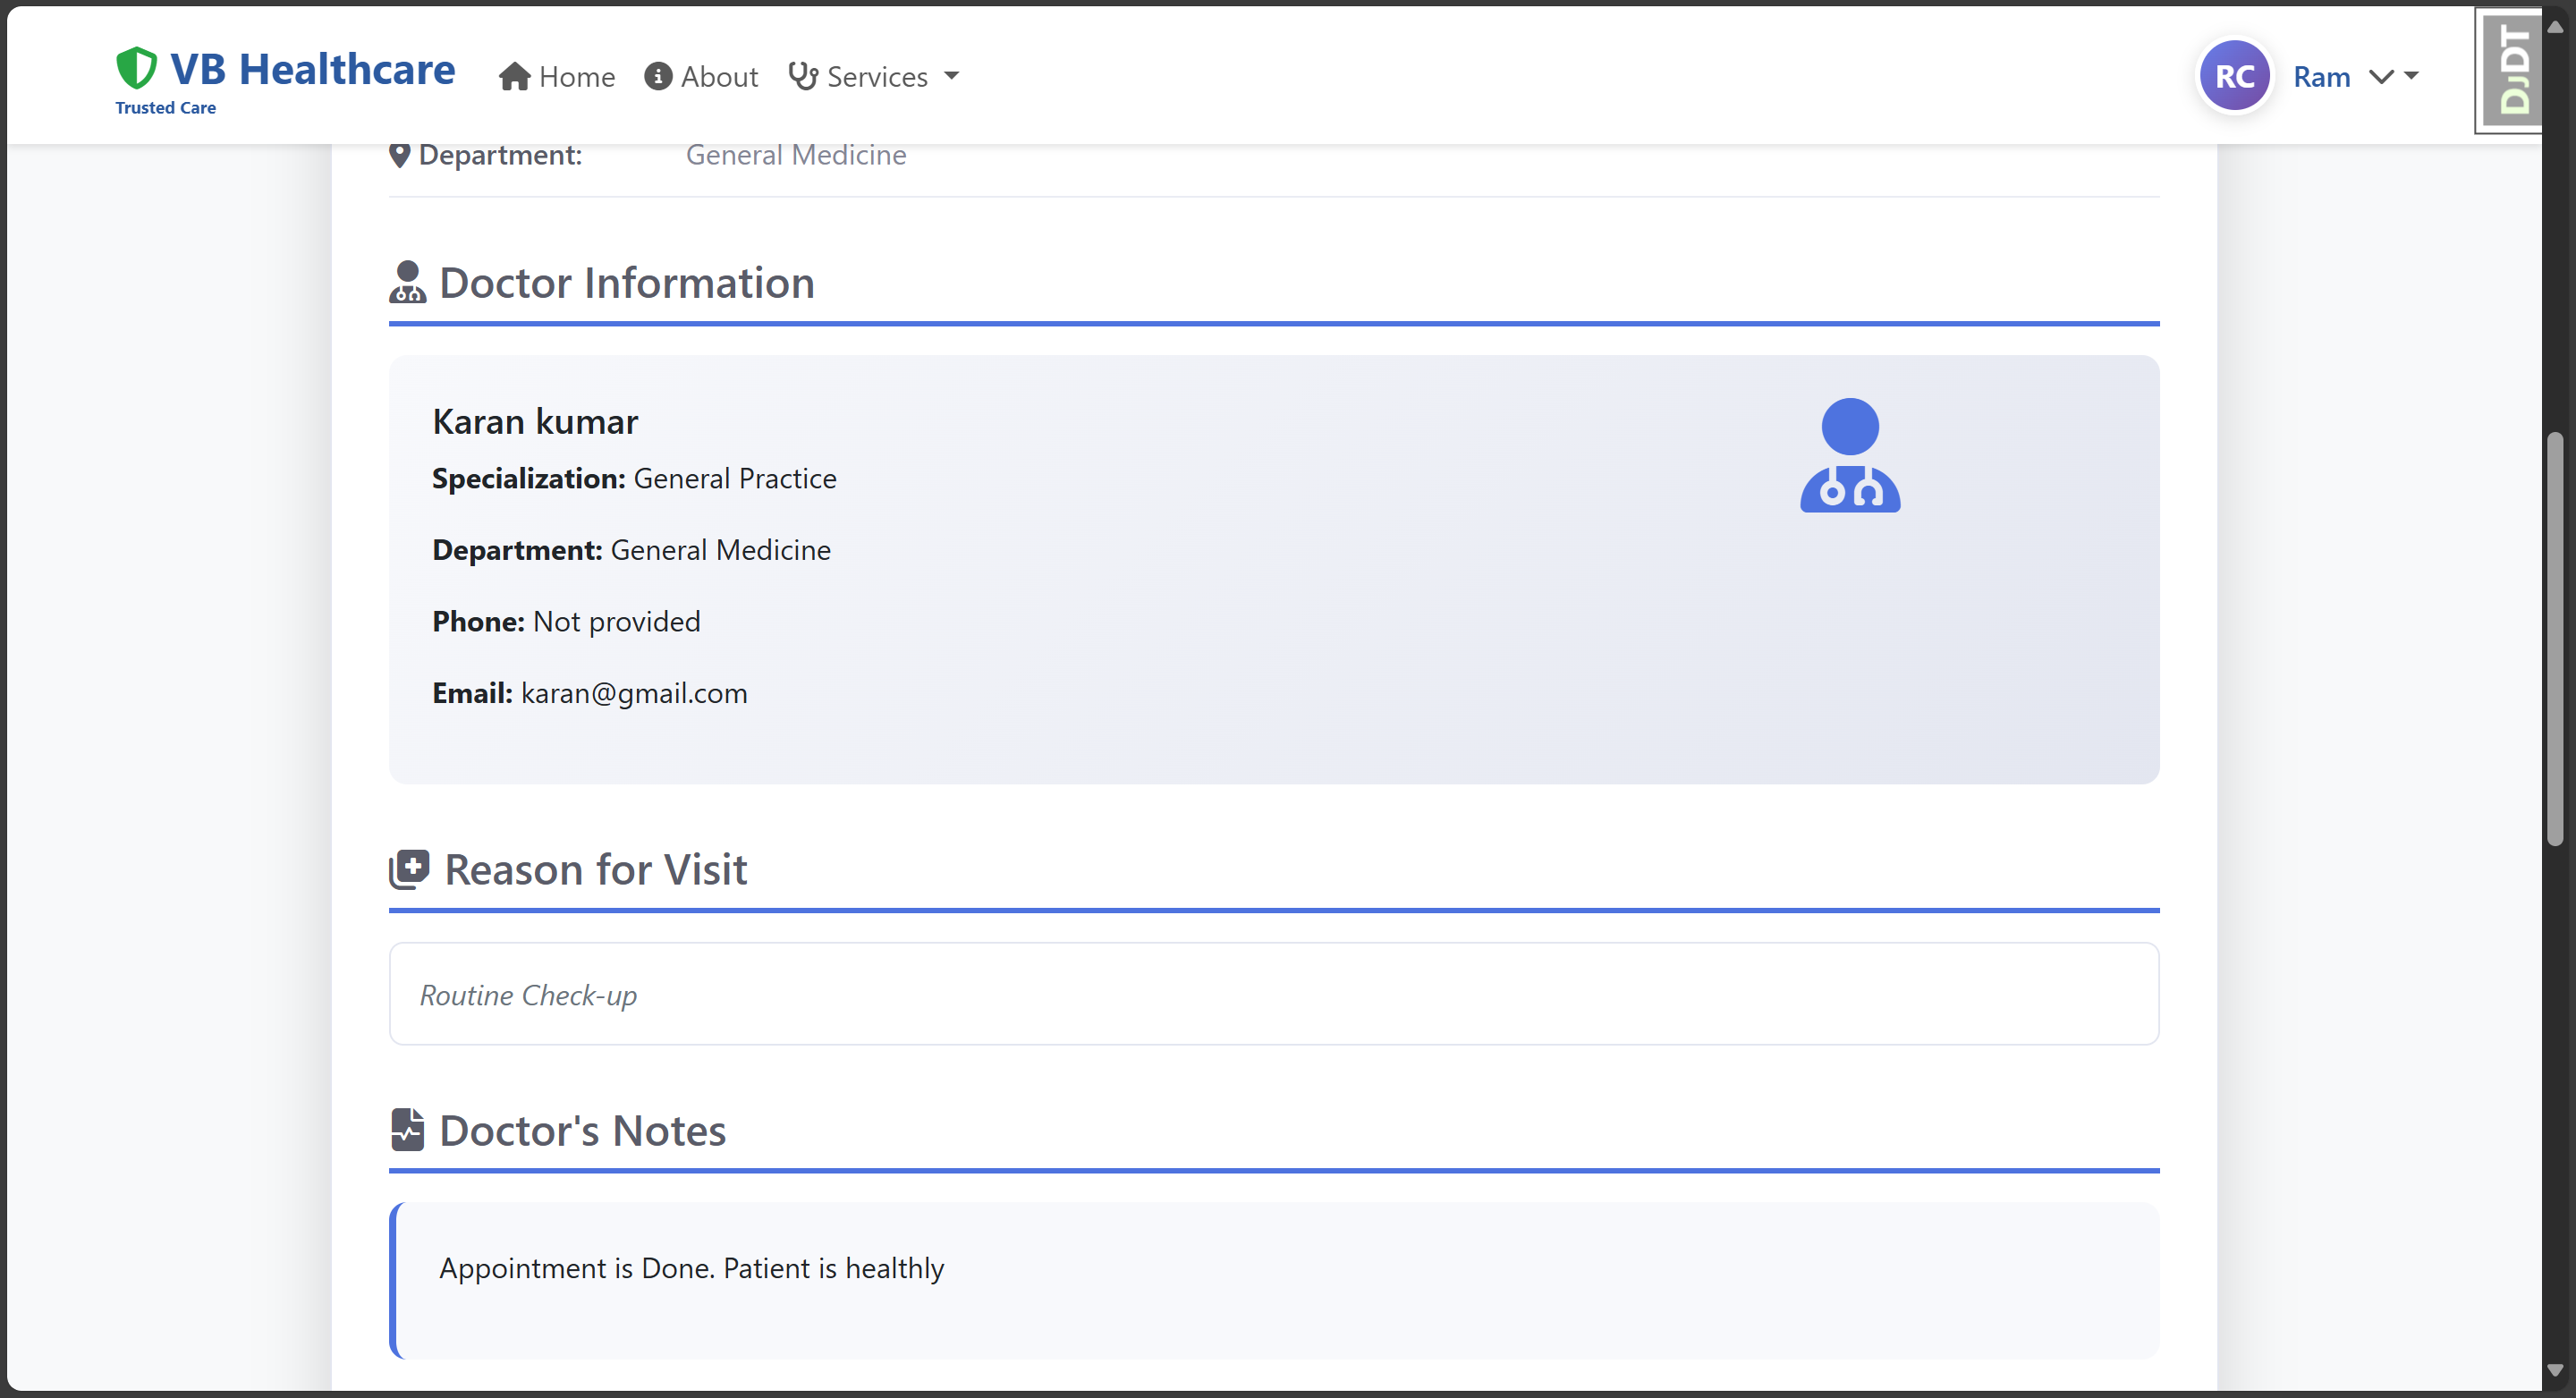 VB Healthcare
Trusted Care
Home
About
Services
RC
Ram
DJDT
Department: General Medicine
Doctor Information
Karan kumar
Specialization: General Practice
Department: General Medicine
Phone: Not provided
Email: karan@gmail.com
Reason for Visit
Routine Check-up
Doctor's Notes
Appointment is Done. Patient is healthly